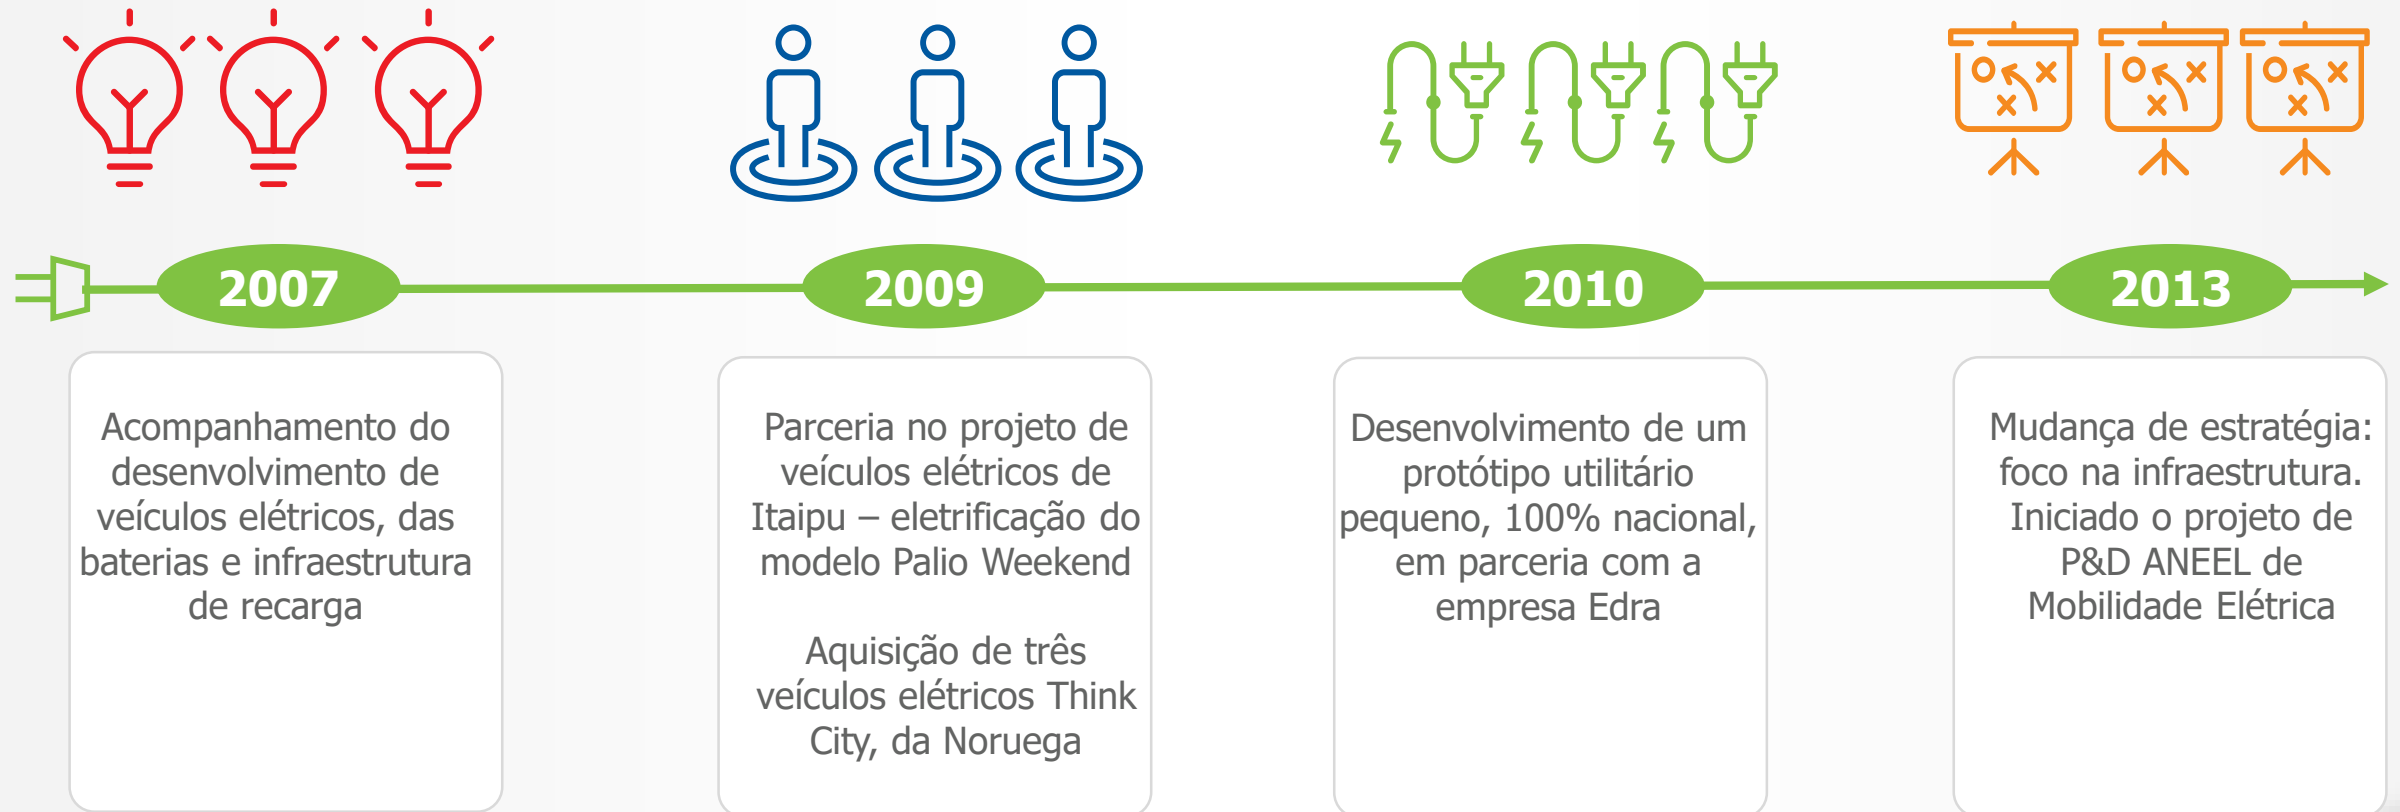 2007
2009
2010
2013
Acompanhamento do
desenvolvimento de
veículos elétricos, das
baterias e infraestrutura
de recarga
Parceria no projeto de
veículos elétricos de
Itaipu – eletrificação do
modelo Palio Weekend
Aquisição de três
veículos elétricos Think
City, da Noruega
Desenvolvimento de um
protótipo utilitário
pequeno, 100% nacional,
em parceria com a
empresa Edra
Mudança de estratégia:
foco na infraestrutura.
Iniciado o projeto de
P&D ANEEL de
Mobilidade Elétrica